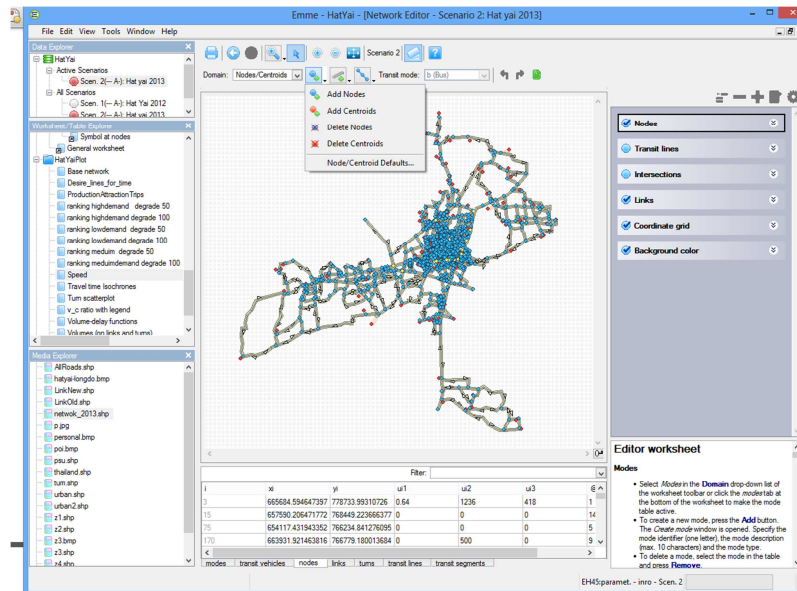 Emme - HatYai - [Network Editor - Scenario 2: Hat yai 2013]
File Edit View Tools Window Help
Data Explorer
HatYai
Active Scenarios
Scen. 2(--- A-): Hat yai 2013
All Scenarios
Scen. 1(--- A-): Hat Yai 2012
Scen. 2(--- A-): Hat yai 2013
Worksheet/Table Explorer
Symbol at nodes
General worksheet
HatYaiPlot
Base network
Desire_lines_for_time
ProductionAttractionTrips
ranking highdemand degrade 50
ranking highdemand degrade 100
ranking lowdemand degrade 50
ranking lowdemand degrade 100
ranking meduim degrade 50
ranking meduimdemand degrade 100
Speed
Travel time Isochrones
Turn scatterplot
v_c ratio with legend
Volume-delay functions
Volumes (on links and turns)
Media Explorer
AllRoads.shp
hatyai-longdo.bmp
LinkNew.shp
LinkOld.shp
netwok_2013.shp
p.jpg
personal.bmp
poi.bmp
psu.shp
thailand.shp
turn.shp
urban.shp
urban2.shp
z1.shp
z2.shp
z3.bmp
z3.shp
z4.shp
Scenario 2
Domain: Nodes/Centroids Transit mode: b (Bus)
Add Nodes
Add Centroids
Delete Nodes
Delete Centroids
Node/Centroid Defaults...
Nodes
Transit lines
Intersections
Links
Coordinate grid
Background color
Filter:
i xi yi ui1 ui2 ui3 @
3 665684.594647397 778733.99310726 0.64 1236 418 1
15 657590.206471772 768449.223666377 0 0 0 14
75 654117.431943352 766234.841276095 0 0 0 5
170 663931.921463816 766779.180013684 0 500 0 9
modes transit vehicles nodes links turns transit lines transit segments
Editor worksheet
Modes
Select Modes in the Domain drop-down list of
the worksheet toolbar or click the modes tab at
the bottom of the worksheet to make the mode
table active.
To create a new mode, press the Add button.
The Create mode window is opened. Specify the
mode identifier (one letter), the mode description
(max. 10 characters) and the mode type.
To delete a mode, select the mode in the table
and press Remove.
EH45:paramet. - inro - Scen. 2